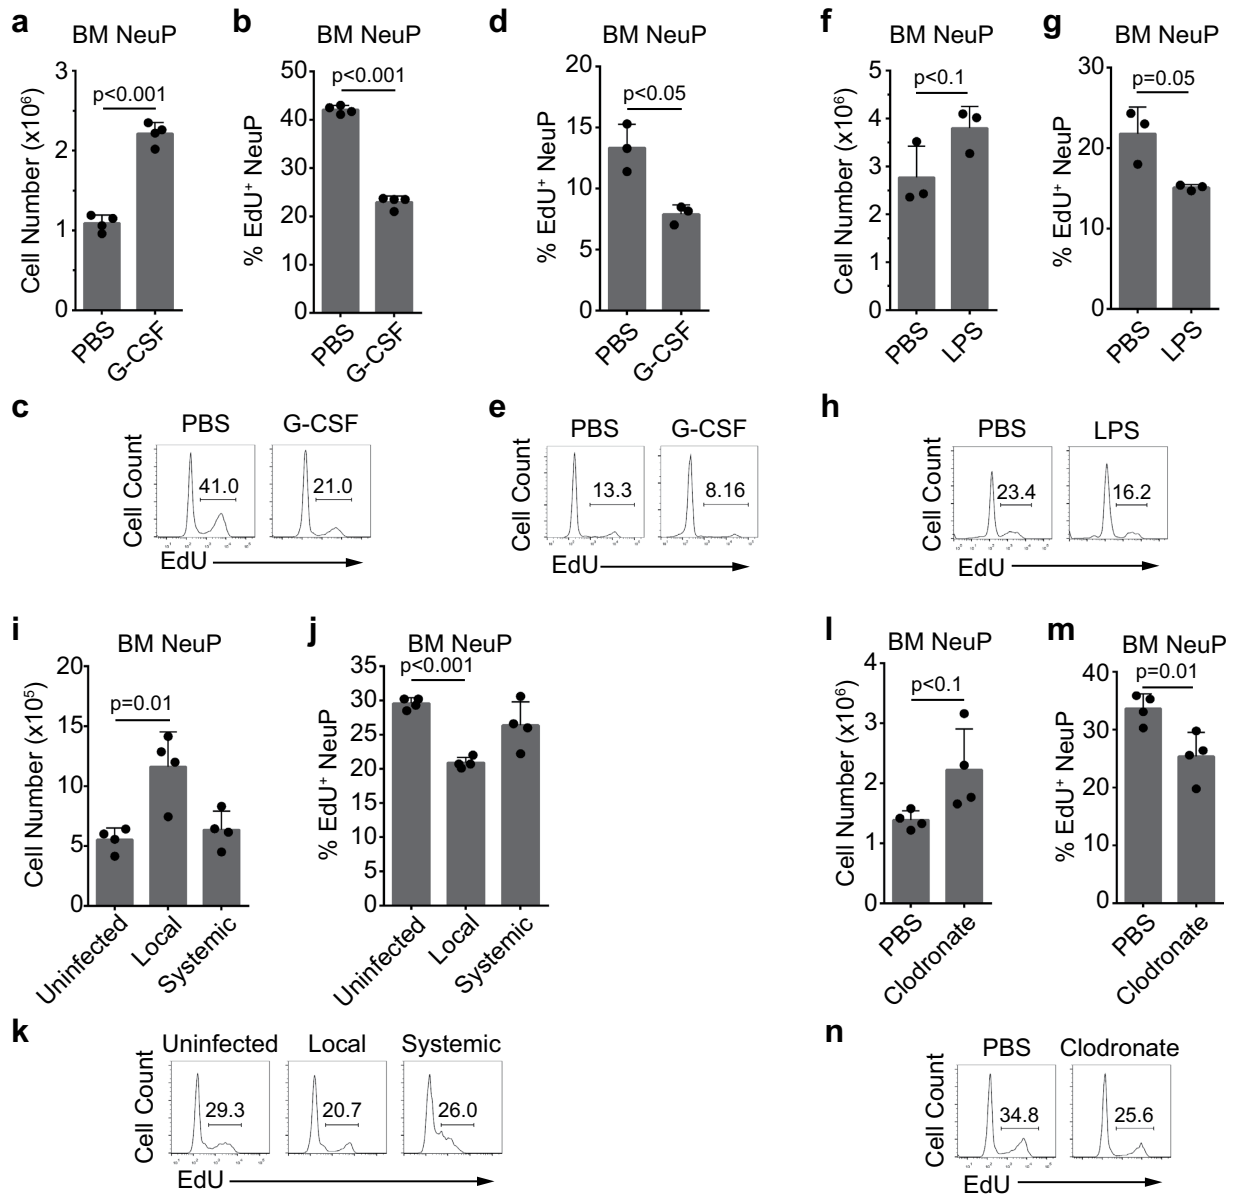 a
BM NeuP
Cell Number (x10⁶)
3
2
1
0
p<0.001
PBS
G-CSF
b
BM NeuP
% EdU⁺ NeuP
50
40
30
20
10
0
p<0.001
PBS
G-CSF
d
BM NeuP
% EdU⁺ NeuP
20
15
10
5
0
p<0.05
PBS
G-CSF
f
BM NeuP
Cell Number (x10⁶)
5
4
3
2
1
0
p<0.1
PBS
LPS
g
BM NeuP
% EdU⁺ NeuP
30
20
10
0
p=0.05
PBS
LPS
c
PBS
G-CSF
Cell Count
41.0
21.0
EdU
e
PBS
G-CSF
Cell Count
13.3
8.16
EdU
h
PBS
LPS
Cell Count
23.4
16.2
EdU
i
BM NeuP
Cell Number (x10⁵)
20
15
10
5
0
p=0.01
Uninfected
Local
Systemic
j
BM NeuP
% EdU⁺ NeuP
35
30
25
20
15
10
5
0
p<0.001
Uninfected
Local
Systemic
l
BM NeuP
Cell Number (x10⁶)
4
3
2
1
0
p<0.1
PBS
Clodronate
m
BM NeuP
% EdU⁺ NeuP
40
30
20
10
0
p=0.01
PBS
Clodronate
k
Uninfected
Local
Systemic
Cell Count
29.3
20.7
26.0
EdU
n
PBS
Clodronate
Cell Count
34.8
25.6
EdU